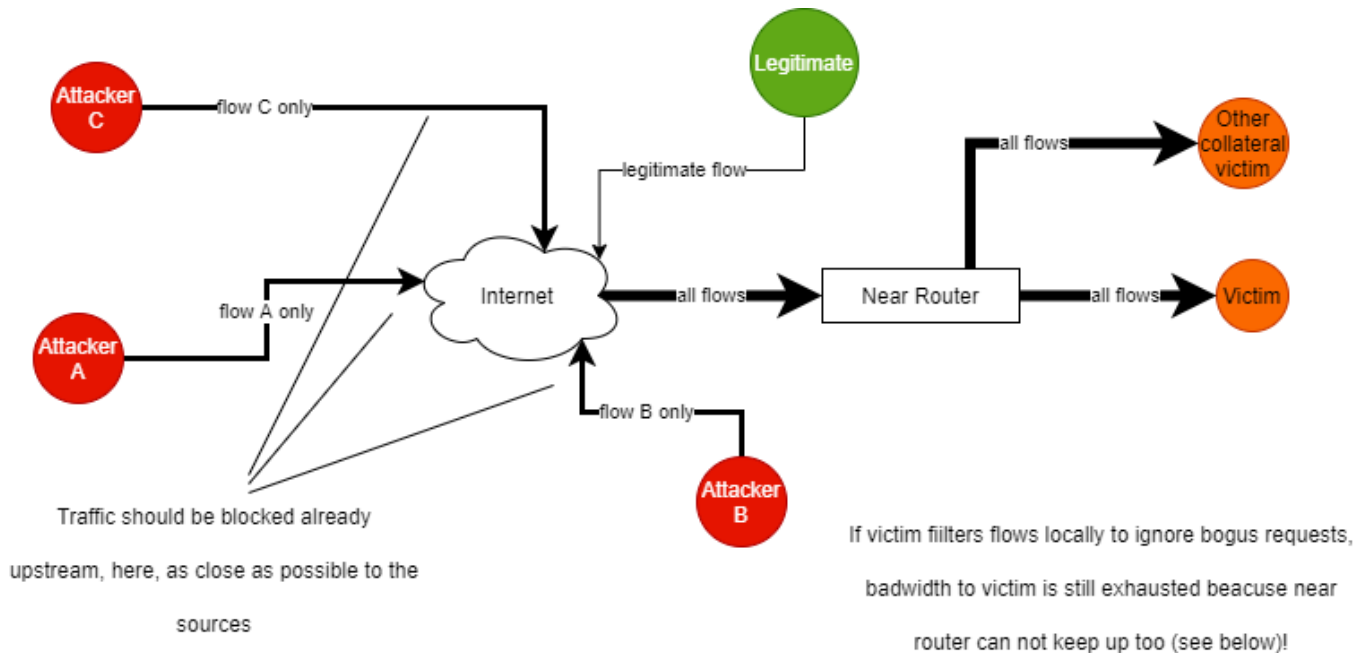 Legitimate
Attacker
C
flow C only
Other
collateral
victim
all flows
legitimate flow
Internet
all flows
Near Router
all flows
Victim
flow A only
Attacker
A
flow B only
Attacker
B
Traffic should be blocked already
upstream, here, as close as possible to the
sources
If victim fiilters flows locally to ignore bogus requests,
badwidth to victim is still exhausted beacuse near
router can not keep up too (see below)!